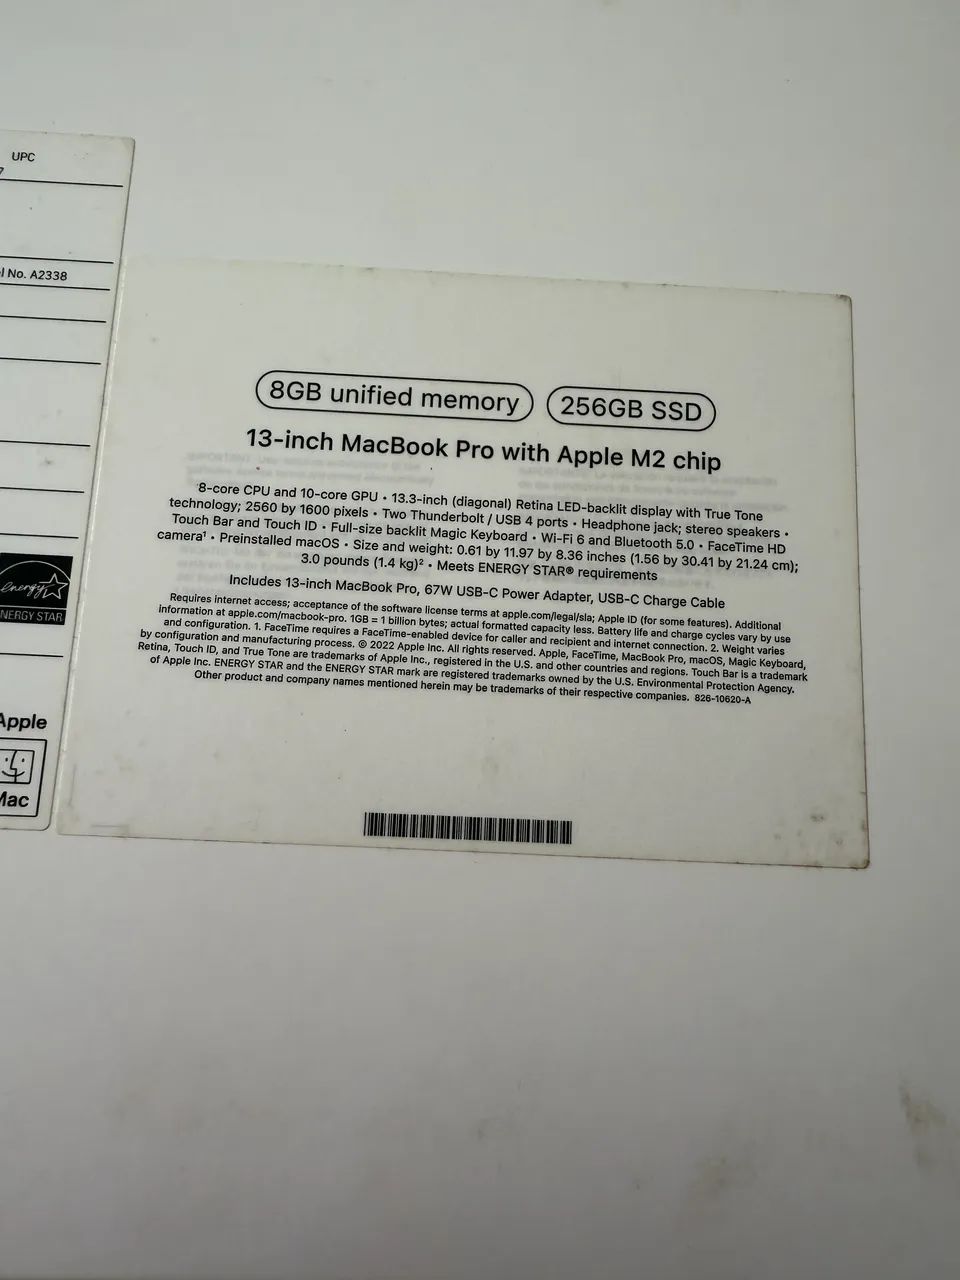 UPC
7
l No. A2338
energy
ENERGY STAR
Apple
Mac
8GB unified memory 256GB SSD
13-inch MacBook Pro with Apple M2 chip
8-core CPU and 10-core GPU • 13.3-inch (diagonal) Retina LED-backlit display with True Tone
technology; 2560 by 1600 pixels • Two Thunderbolt / USB 4 ports • Headphone jack; stereo speakers •
Touch Bar and Touch ID • Full-size backlit Magic Keyboard • Wi-Fi 6 and Bluetooth 5.0 • FaceTime HD
camera¹ • Preinstalled macOS • Size and weight: 0.61 by 11.97 by 8.36 inches (1.56 by 30.41 by 21.24 cm);
3.0 pounds (1.4 kg)² • Meets ENERGY STAR® requirements
Includes 13-inch MacBook Pro, 67W USB-C Power Adapter, USB-C Charge Cable
Requires internet access; acceptance of the software license terms at apple.com/legal/sla; Apple ID (for some features). Additional
information at apple.com/macbook-pro. 1GB = 1 billion bytes; actual formatted capacity less. Battery life and charge cycles vary by use
and configuration. 1. FaceTime requires a FaceTime-enabled device for caller and recipient and internet connection. 2. Weight varies
by configuration and manufacturing process. © 2022 Apple Inc. All rights reserved. Apple, FaceTime, MacBook Pro, macOS, Magic Keyboard,
Retina, Touch ID, and True Tone are trademarks of Apple Inc., registered in the U.S. and other countries and regions. Touch Bar is a trademark
of Apple Inc. ENERGY STAR and the ENERGY STAR mark are registered trademarks owned by the U.S. Environmental Protection Agency.
Other product and company names mentioned herein may be trademarks of their respective companies. 826-10620-A